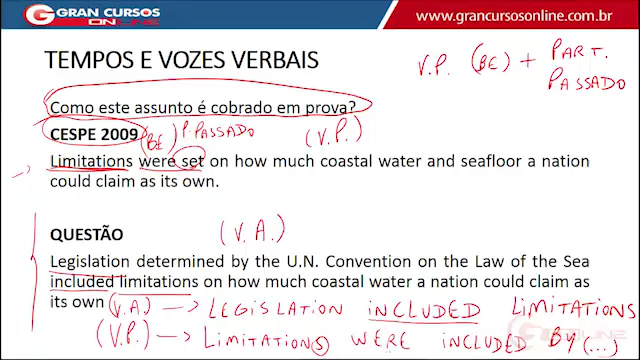 GRAN CURSOS
ONLINE
www.grancursosonline.com.br
TEMPOS E VOZES VERBAIS
V.P. (BE) + PART. PASSADO
Como este assunto é cobrado em prova?
CESPE 2009 (BE) P. PASSADO (V.P.)
→ Limitations were set on how much coastal water and seafloor a nation
could claim as its own.
QUESTÃO (V.A.)
Legislation determined by the U.N. Convention on the Law of the Sea
included limitations on how much coastal water a nation could claim as
its own (V.A) → LEGISLATION INCLUDED LIMITATIONS
(V.P.) → LIMITATION(S) WERE INCLUDED BY (...)